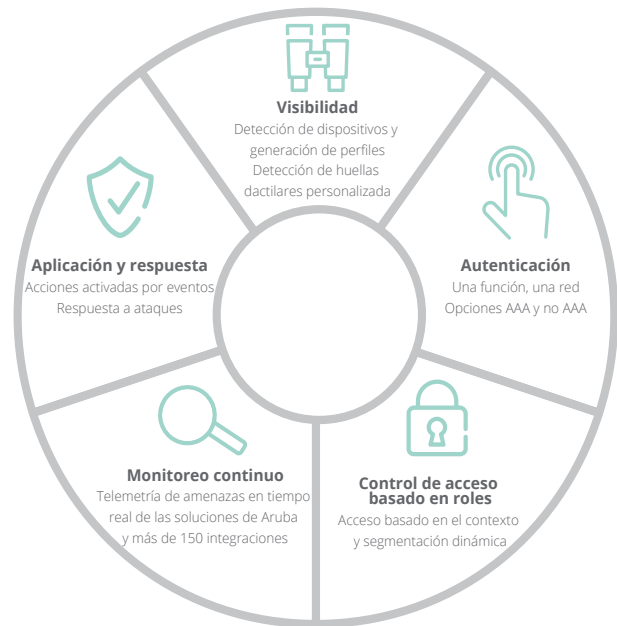 Visibilidad
Detección de dispositivos y
generación de perfiles
Detección de huellas
dactilares personalizada
Autenticación
Una función, una red
Opciones AAA y no AAA
Control de acceso
basado en roles
Acceso basado en el contexto
y segmentación dinámica
Monitoreo continuo
Telemetría de amenazas en tiempo
real de las soluciones de Aruba
y más de 150 integraciones
Aplicación y respuesta
Acciones activadas por eventos
Respuesta a ataques